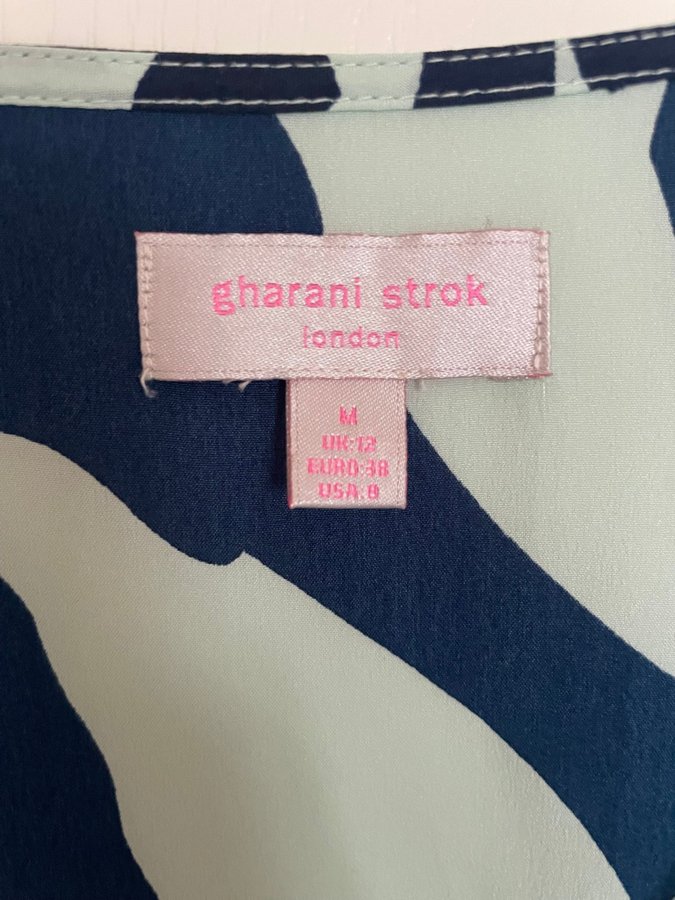 gharani strok
london
M
UK:12
EURO:38
USA:8